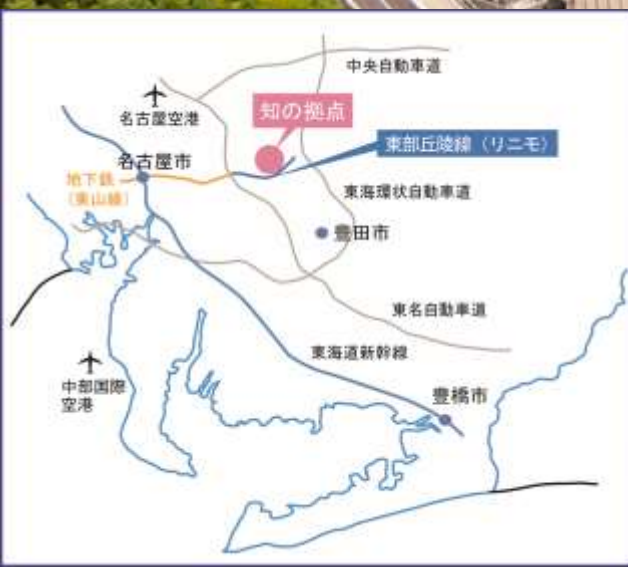 中央自動車道
名古屋空港
知の拠点
東部丘陵線（リニモ）
名古屋市
地下鉄
（東山線）
東海環状自動車道
豊田市
東名自動車道
東海道新幹線
中部国際
空港
豊橋市